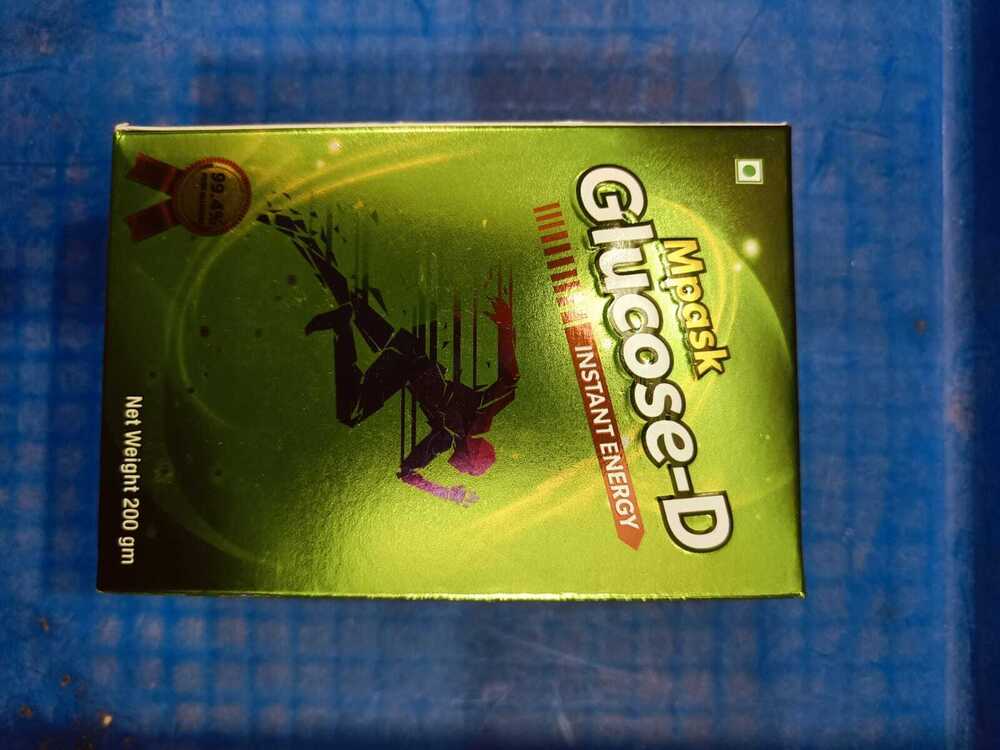 Mpask
Glucose-D
INSTANT ENERGY
99.4%
Net Weight 200 gm